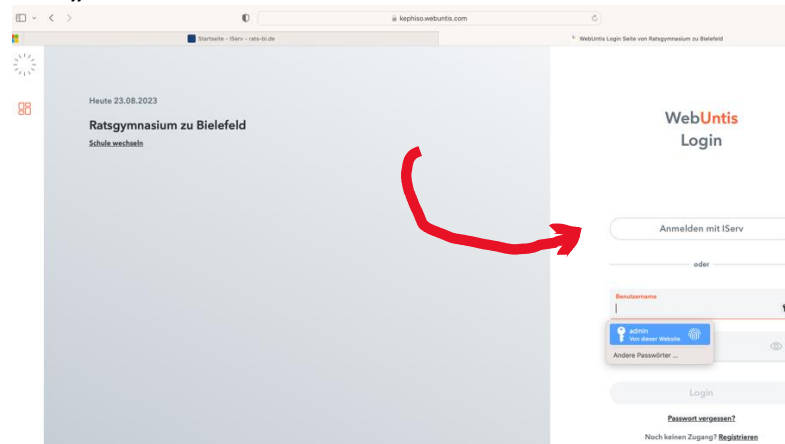 kephiso.webuntis.com
Startseite - IServ - rats-bi.de
WebUntis Login Seite von Ratsgymnasium zu Bielefeld
Heute 23.08.2023
Ratsgymnasium zu Bielefeld
Schule wechseln
WebUntis
Login
Anmelden mit IServ
oder
Benutzername
admin
Von dieser Website
Andere Passwörter ...
Login
Passwort vergessen?
Noch keinen Zugang? Registrieren